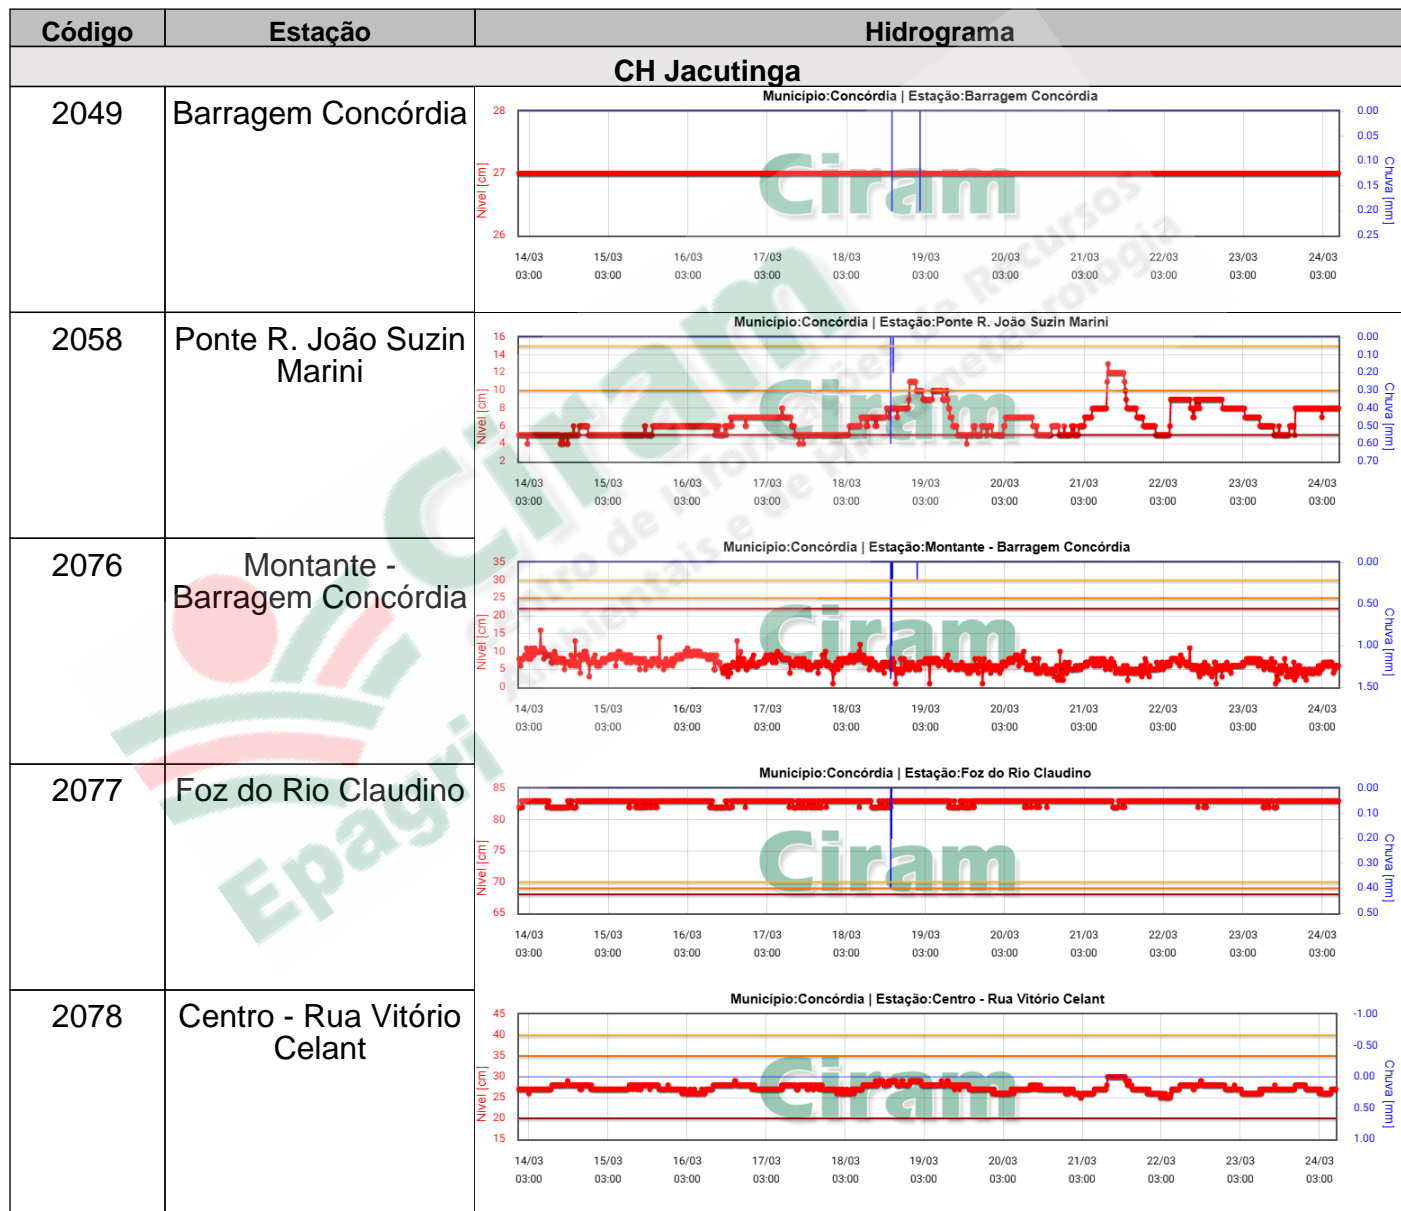 Código Estação Hidrograma
CH Jacutinga
2049 Barragem Concórdia
Município:Concórdia | Estação:Barragem Concórdia
28 0.00
0.05
0.10
27 0.15
0.20
26 0.25
Nível [cm] Chuva [mm]
14/03 15/03 16/03 17/03 18/03 19/03 20/03 21/03 22/03 23/03 24/03
03:00 03:00 03:00 03:00 03:00 03:00 03:00 03:00 03:00 03:00 03:00
2058 Ponte R. João Suzin
Marini
Município:Concórdia | Estação:Ponte R. João Suzin Marini
16 0.00
14 0.10
12 0.20
10 0.30
8 0.40
6 0.50
4 0.60
2 0.70
Nível [cm] Chuva [mm]
14/03 15/03 16/03 17/03 18/03 19/03 20/03 21/03 22/03 23/03 24/03
03:00 03:00 03:00 03:00 03:00 03:00 03:00 03:00 03:00 03:00 03:00
2076 Montante -
Barragem Concórdia
Município:Concórdia | Estação:Montante - Barragem Concórdia
35 0.00
30
25 0.50
20
15
10 1.00
5
0 1.50
Nível [cm] Chuva [mm]
14/03 15/03 16/03 17/03 18/03 19/03 20/03 21/03 22/03 23/03 24/03
03:00 03:00 03:00 03:00 03:00 03:00 03:00 03:00 03:00 03:00 03:00
2077 Foz do Rio Claudino
Município:Concórdia | Estação:Foz do Rio Claudino
85 0.00
80 0.10
75 0.20
0.30
70 0.40
65 0.50
Nível [cm] Chuva [mm]
14/03 15/03 16/03 17/03 18/03 19/03 20/03 21/03 22/03 23/03 24/03
03:00 03:00 03:00 03:00 03:00 03:00 03:00 03:00 03:00 03:00 03:00
2078 Centro - Rua Vitório
Celant
Município:Concórdia | Estação:Centro - Rua Vitório Celant
45 -1.00
40
35 -0.50
30 0.00
25
20 0.50
15 1.00
Nível [cm] Chuva [mm]
14/03 15/03 16/03 17/03 18/03 19/03 20/03 21/03 22/03 23/03 24/03
03:00 03:00 03:00 03:00 03:00 03:00 03:00 03:00 03:00 03:00 03:00
Ciram
Ciram
Ciram
Ciram
Ciram
Epagri
Ciram
Centro de Informações de Recursos
Ambientais e de Hidrometeorologia